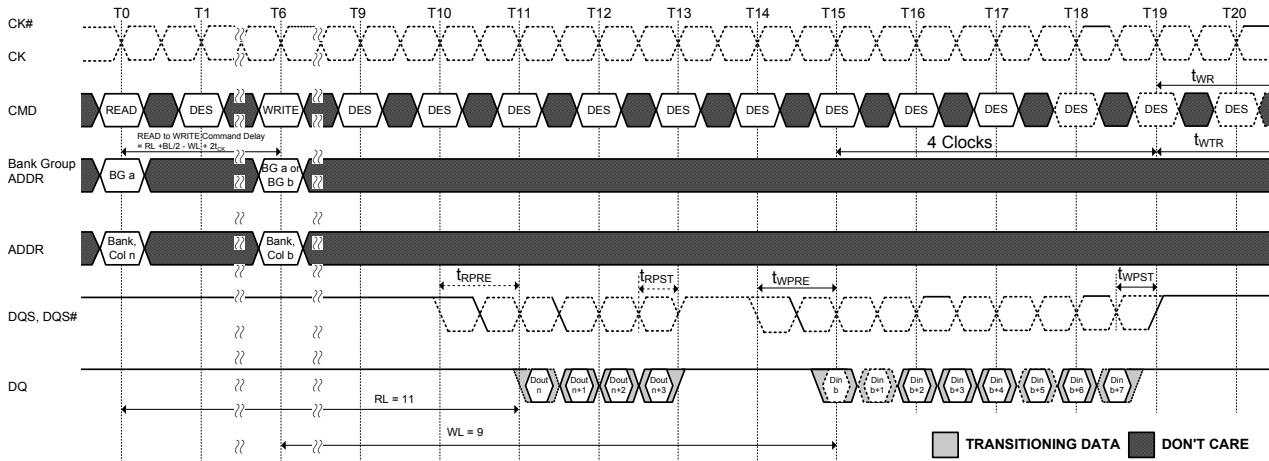 T0 T1 T6 T9 T10 T11 T12 T13 T14 T15 T16 T17 T18 T19 T20
CK#
CK
tWR
CMD READ DES WRITE DES DES DES DES DES DES DES DES DES DES DES DES
READ to WRITE Command Delay
= RL +BL/2 - WL + 2tCK
4 Clocks
tWTR
Bank Group
ADDR
BG a
BG a or
BG b
ADDR
Bank,
Col n
Bank,
Col b
tRPRE tRPST tWPRE tWPST
DQS, DQS#
DQ
Dout
n
Dout
n+1
Dout
n+2
Dout
n+3
Din
b
Din
b+1
Din
b+2
Din
b+3
Din
b+4
Din
b+5
Din
b+6
Din
b+7
RL = 11
WL = 9
TRANSITIONING DATA DON'T CARE